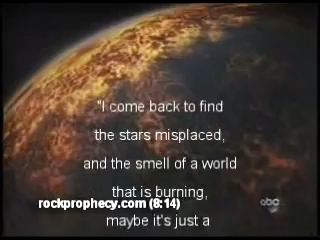 "I come back to find
the stars misplaced,
and the smell of a world
that is burning,
rockprophecy.com (8:14)
maybe it's just a
abc